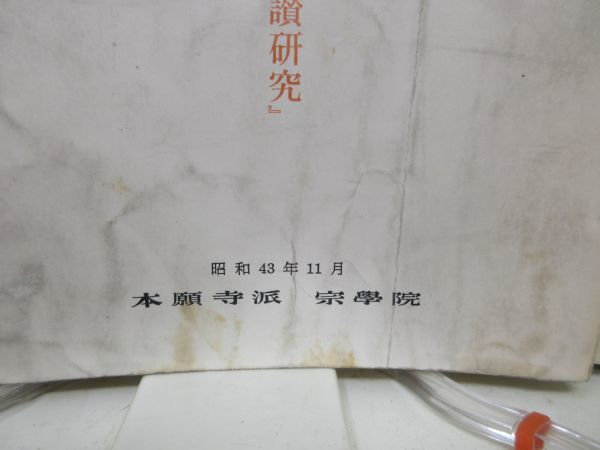 讃研究』
昭和43年11月
本願寺派 宗學院